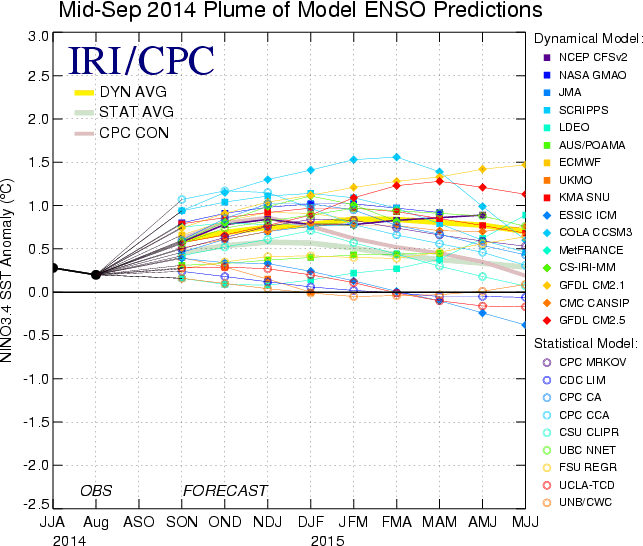 Mid-Sep 2014 Plume of Model ENSO Predictions
IRI/CPC
DYN AVG
STAT AVG
CPC CON
3.0
2.5
2.0
1.5
1.0
0.5
0.0
-0.5
-1.0
-1.5
-2.0
-2.5
NINO3.4 SST Anomaly (ºC)
OBS FORECAST
JJA Aug ASO SON OND NDJ DJF JFM FMA MAM AMJ MJJ
2014 2015
Dynamical Model:
NCEP CFSv2
NASA GMAO
JMA
SCRIPPS
LDEO
AUS/POAMA
ECMWF
UKMO
KMA SNU
ESSIC ICM
COLA CCSM3
MetFRANCE
CS-IRI-MM
GFDL CM2.1
CMC CANSIP
GFDL CM2.5
Statistical Model:
CPC MRKOV
CDC LIM
CPC CA
CPC CCA
CSU CLIPR
UBC NNET
FSU REGR
UCLA-TCD
UNB/CWC